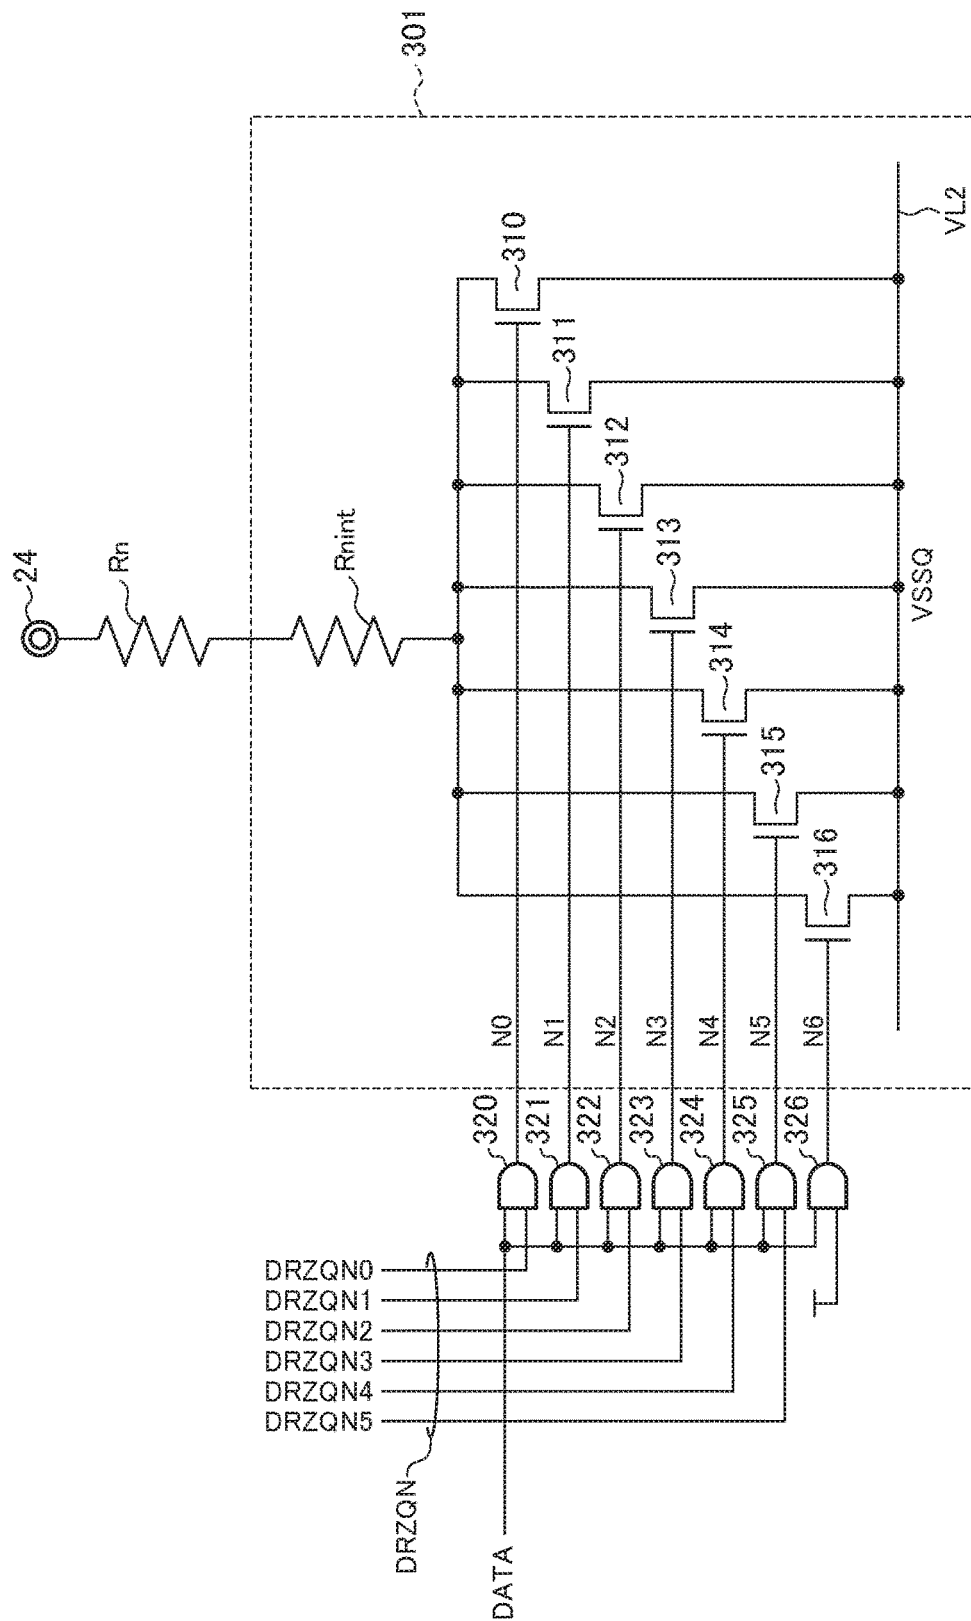 24
Rn
Rnint
301
310
311
312
313
314
315
316
VL2
VSSQ
N0
N1
N2
N3
N4
N5
N6
320
321
322
323
324
325
326
DRZQN0
DRZQN1
DRZQN2
DRZQN3
DRZQN4
DRZQN5
DRZQN
DATA